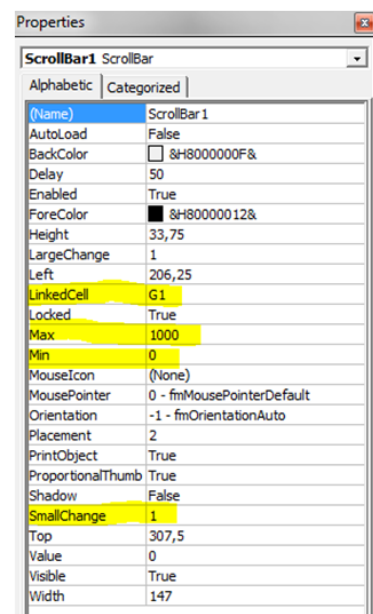 Properties
ScrollBar1 ScrollBar
Alphabetic Categorized
(Name) ScrollBar1
AutoLoad False
BackColor &H8000000F&
Delay 50
Enabled True
ForeColor &H80000012&
Height 33,75
LargeChange 1
Left 206,25
LinkedCell G1
Locked True
Max 1000
Min 0
MouseIcon (None)
MousePointer 0 - fmMousePointerDefault
Orientation -1 - fmOrientationAuto
Placement 2
PrintObject True
ProportionalThumb True
Shadow False
SmallChange 1
Top 307,5
Value 0
Visible True
Width 147